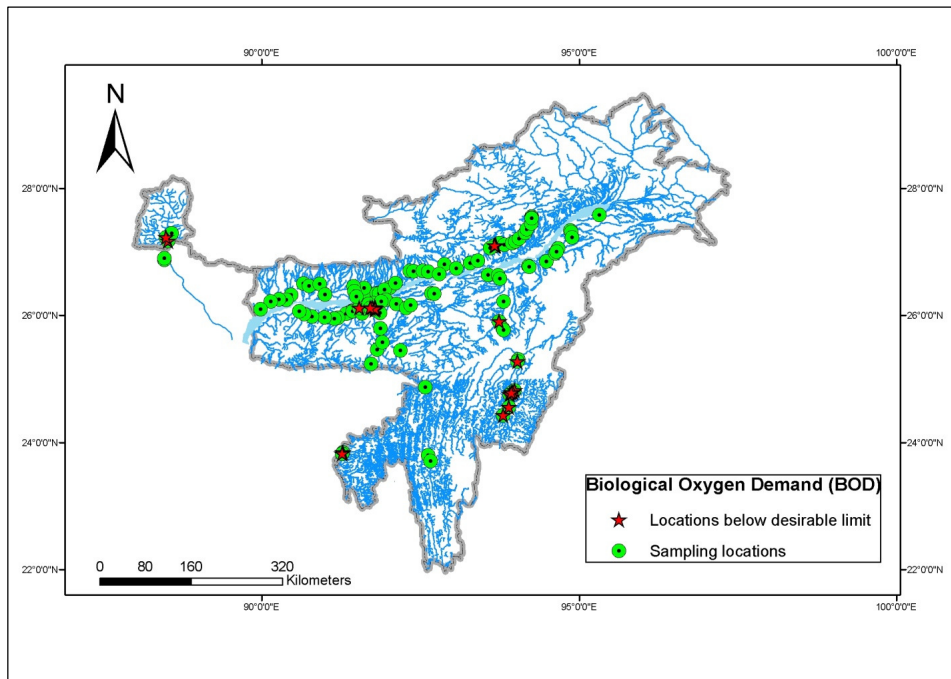 90°0'0"E 95°0'0"E 100°0'0"E
N
28°0'0"N 28°0'0"N
26°0'0"N 26°0'0"N
24°0'0"N 24°0'0"N
Biological Oxygen Demand (BOD)
Locations below desirable limit
Sampling locations
0 80 160 320
Kilometers
22°0'0"N 22°0'0"N
90°0'0"E 95°0'0"E 100°0'0"E